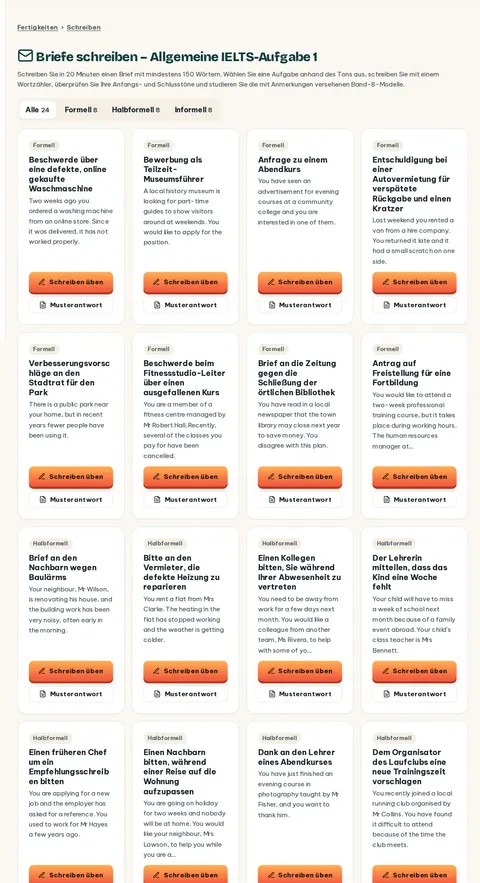 Fertigkeiten › Schreiben
Briefe schreiben – Allgemeine IELTS-Aufgabe 1
Schreiben Sie in 20 Minuten einen Brief mit mindestens 150 Wörtern. Wählen Sie eine Aufgabe anhand des Tons aus, schreiben Sie mit einem
Wortzähler, überprüfen Sie Ihre Anfangs- und Schlusstöne und studieren Sie die mit Anmerkungen versehenen Band-8-Modelle.
Alle 24 Formell 8 Halbformell 8 Informell 8
Formell
Beschwerde über
eine defekte, online
gekaufte
Waschmaschine
Two weeks ago you
ordered a washing machine
from an online store. Since
it was delivered, it has not
worked properly.
Schreiben üben
Musterantwort
Formell
Bewerbung als
Teilzeit-
Museumsführer
A local history museum is
looking for part-time
guides to show visitors
around at weekends. You
would like to apply for the
position.
Schreiben üben
Musterantwort
Formell
Anfrage zu einem
Abendkurs
You have seen an
advertisement for evening
courses at a community
college and you are
interested in one of them.
Schreiben üben
Musterantwort
Formell
Entschuldigung bei
einer
Autovermietung für
verspätete
Rückgabe und einen
Kratzer
Last weekend you rented a
van from a hire company.
You returned it late and it
had a small scratch on one
side.
Schreiben üben
Musterantwort
Formell
Verbesserungsvorsc
hläge an den
Stadtrat für den
Park
There is a public park near
your home, but in recent
years fewer people have
been using it.
Schreiben üben
Musterantwort
Formell
Beschwerde beim
Fitnessstudio-Leiter
über einen
ausgefallenen Kurs
You are a member of a
fitness centre managed by
Mr Robert Hall. Recently,
several of the classes you
pay for have been
cancelled.
Schreiben üben
Musterantwort
Formell
Brief an die Zeitung
gegen die
Schließung der
örtlichen Bibliothek
You have read in a local
newspaper that the town
library may close next year
to save money. You
disagree with this plan.
Schreiben üben
Musterantwort
Formell
Antrag auf
Freistellung für eine
Fortbildung
You would like to attend a
two-week professional
training course, but it takes
place during working hours.
The human resources
manager at…
Schreiben üben
Musterantwort
Halbformell
Brief an den
Nachbarn wegen
Baulärms
Your neighbour, Mr Wilson,
is renovating his house, and
the building work has been
very noisy, often early in
the morning.
Schreiben üben
Musterantwort
Halbformell
Bitte an den
Vermieter, die
defekte Heizung zu
reparieren
You rent a flat from Mrs
Clarke. The heating in the
flat has stopped working
and the weather is getting
colder.
Schreiben üben
Musterantwort
Halbformell
Einen Kollegen
bitten, Sie während
Ihrer Abwesenheit zu
vertreten
You need to be away from
work for a few days next
month. You would like a
colleague from another
team, Ms Rivera, to help
with some of yo…
Schreiben üben
Musterantwort
Halbformell
Der Lehrerin
mitteilen, dass das
Kind eine Woche
fehlt
Your child will have to miss
a week of school next
month because of a family
event abroad. Your child's
class teacher is Mrs
Bennett.
Schreiben üben
Musterantwort
Halbformell
Einen früheren Chef
um ein
Empfehlungsschreib
en bitten
You are applying for a new
job and the employer has
asked for a reference. You
used to work for Mr Hayes
a few years ago.
Schreiben üben
Halbformell
Einen Nachbarn
bitten, während
einer Reise auf die
Wohnung
aufzupassen
You are going on holiday
for two weeks and nobody
will be at home. You would
like your neighbour, Mrs
Lawson, to help you while
you are a…
Schreiben üben
Halbformell
Dank an den Lehrer
eines Abendkurses
You have just finished an
evening course in
photography taught by Mr
Fisher, and you want to
thank him.
Schreiben üben
Halbformell
Dem Organisator
des Laufclubs eine
neue Trainingszeit
vorschlagen
You recently joined a local
running club organised by
Mr Collins. You have found
it difficult to attend
because of the time the
club meets.
Schreiben üben